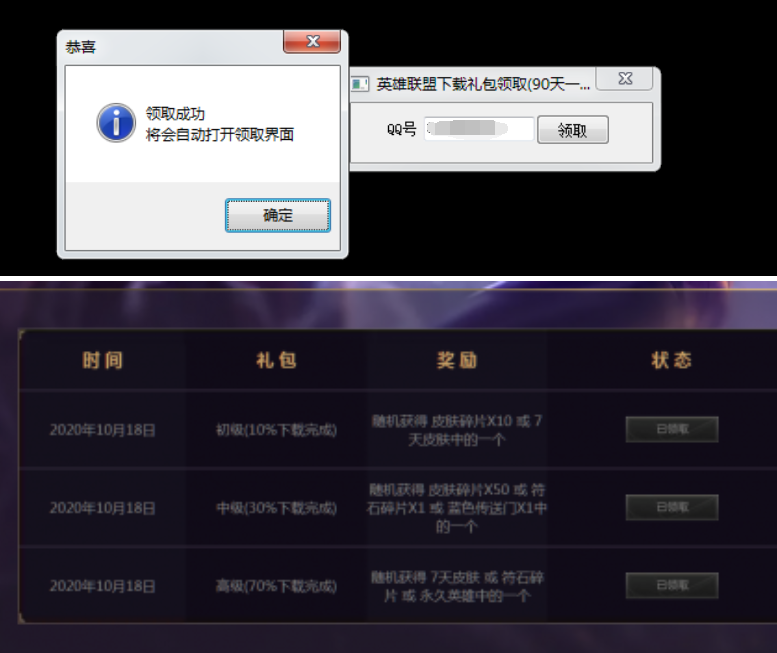 恭喜
领取成功
将会自动打开领取界面
确定
英雄联盟下载礼包领取(90天一...
QQ号
领取
时间 礼包 奖励 状态
2020年10月18日 初级(10%下载完成) 随机获得 皮肤碎片X10 或 7
天皮肤中的一个 已领取
2020年10月18日 中级(30%下载完成) 随机获得 皮肤碎片X50 或 符
石碎片X1 或 蓝色传送门X1中
的一个 已领取
2020年10月18日 高级(70%下载完成) 随机获得 7天皮肤 或 符石碎
片 或 永久英雄中的一个 已领取